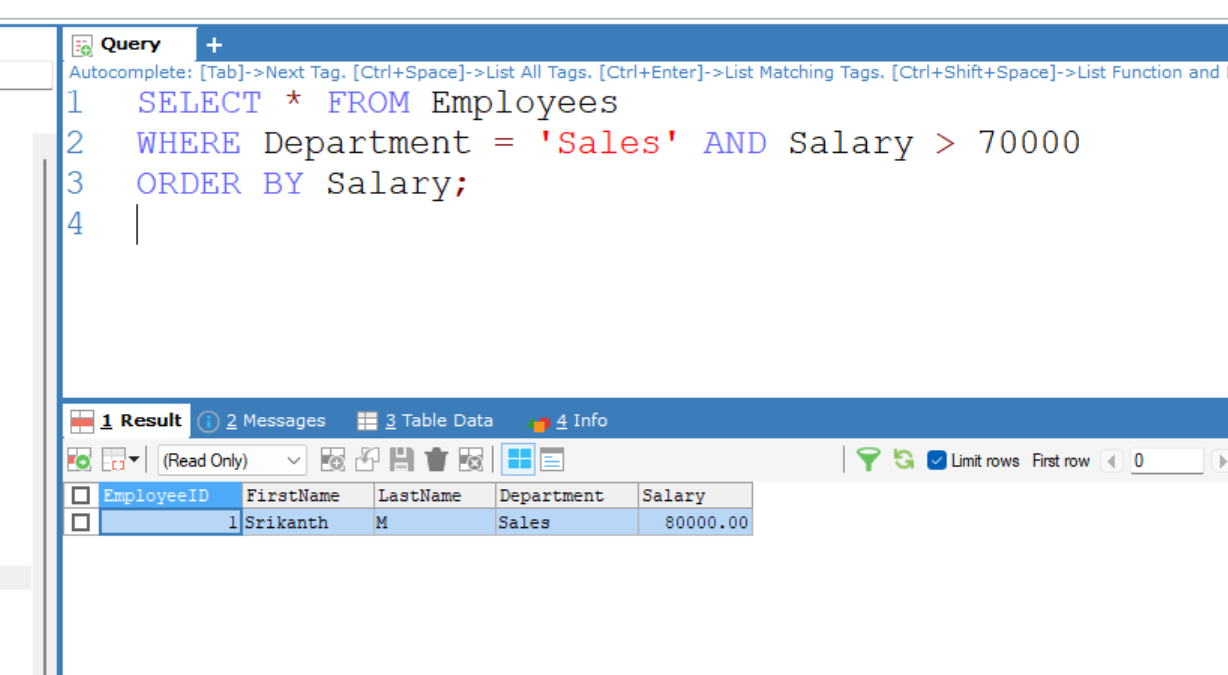 Query +
Autocomplete: [Tab]->Next Tag. [Ctrl+Space]->List All Tags. [Ctrl+Enter]->List Matching Tags. [Ctrl+Shift+Space]->List Function and
1 SELECT * FROM Employees
2 WHERE Department = 'Sales' AND Salary > 70000
3 ORDER BY Salary;
4
1 Result 2 Messages 3 Table Data 4 Info
(Read Only) Limit rows First row 0
EmployeeID FirstName LastName Department Salary
1 Srikanth M Sales 80000.00